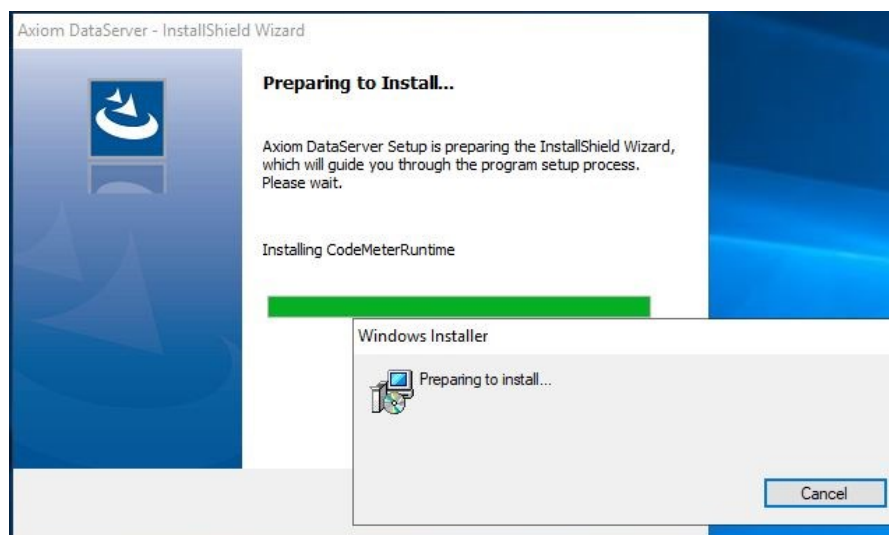 Axiom DataServer - InstallShield Wizard
Preparing to Install...
Axiom DataServer Setup is preparing the InstallShield Wizard,
which will guide you through the program setup process.
Please wait.
Installing CodeMeterRuntime
Windows Installer
Preparing to install...
Cancel